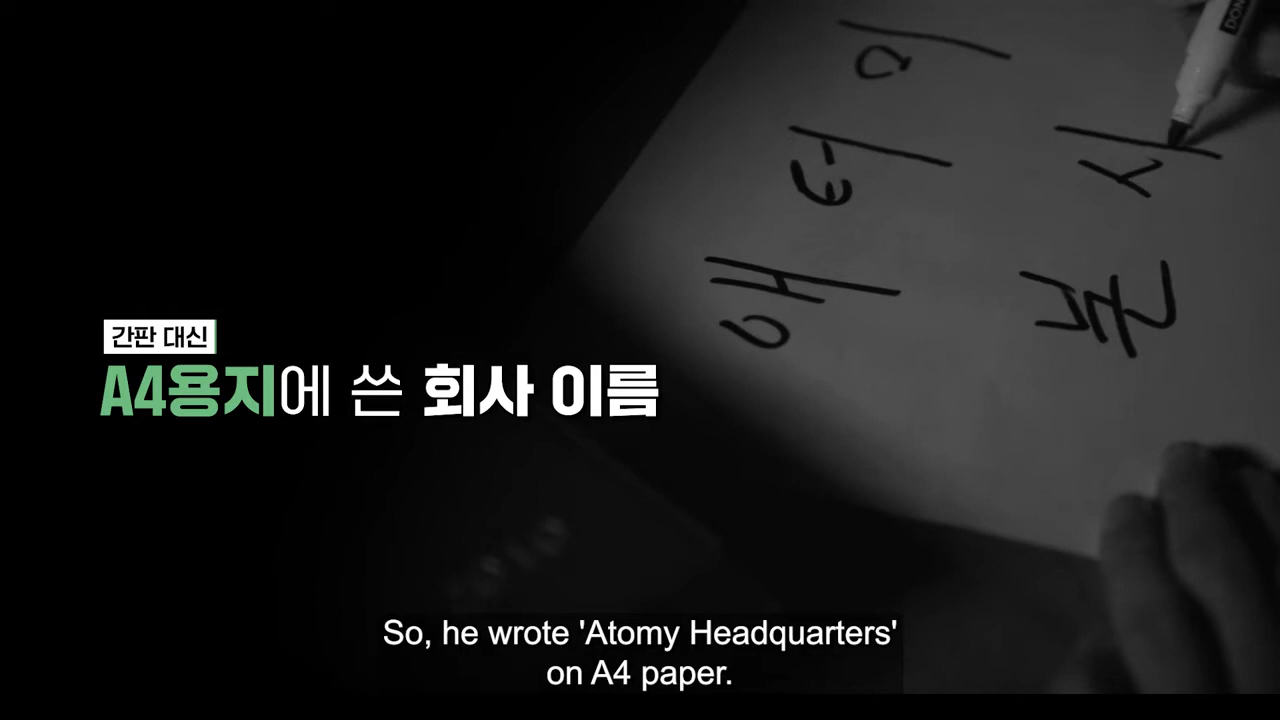 애터미
본시
간판 대신
A4용지에 쓴 회사 이름
So, he wrote 'Atomy Headquarters'
on A4 paper.